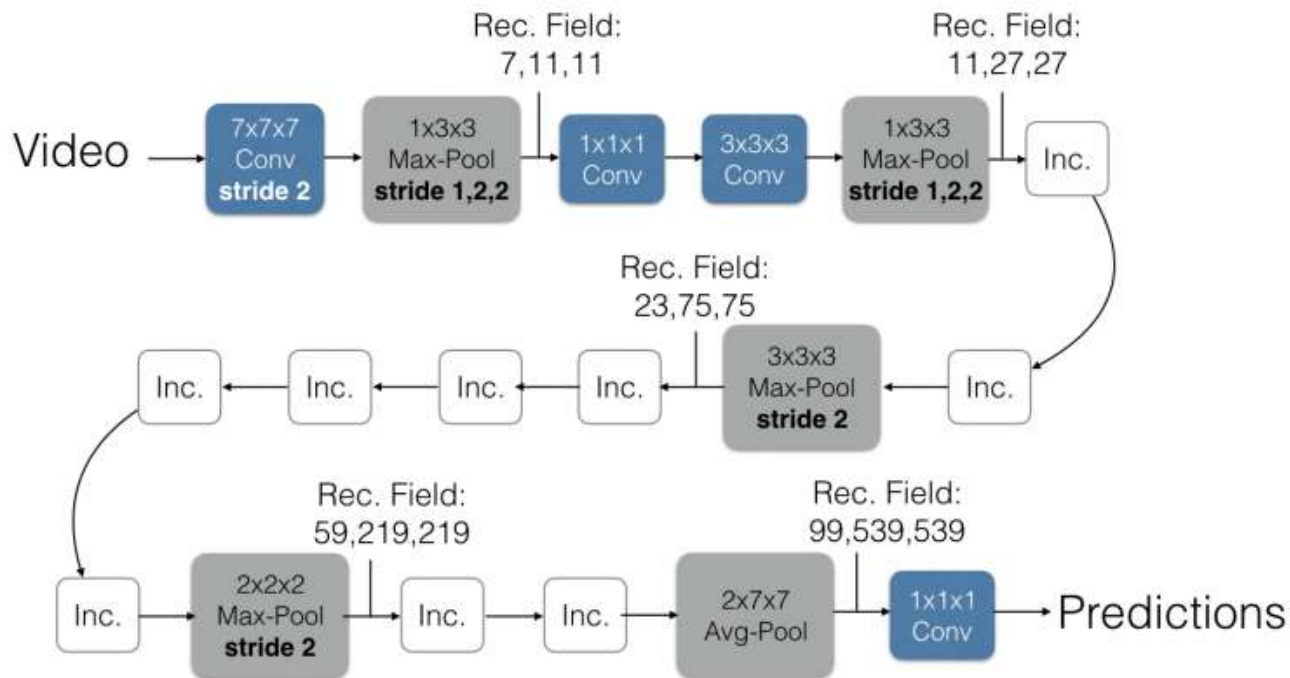 Rec. Field:
7,11,11
Rec. Field:
11,27,27
Video
7x7x7
Conv
stride 2
1x3x3
Max-Pool
stride 1,2,2
1x1x1
Conv
3x3x3
Conv
1x3x3
Max-Pool
stride 1,2,2
Inc.
Rec. Field:
23,75,75
Inc.
Inc.
Inc.
Inc.
3x3x3
Max-Pool
stride 2
Inc.
Rec. Field:
59,219,219
Rec. Field:
99,539,539
Inc.
2x2x2
Max-Pool
stride 2
Inc.
Inc.
2x7x7
Avg-Pool
1x1x1
Conv
Predictions